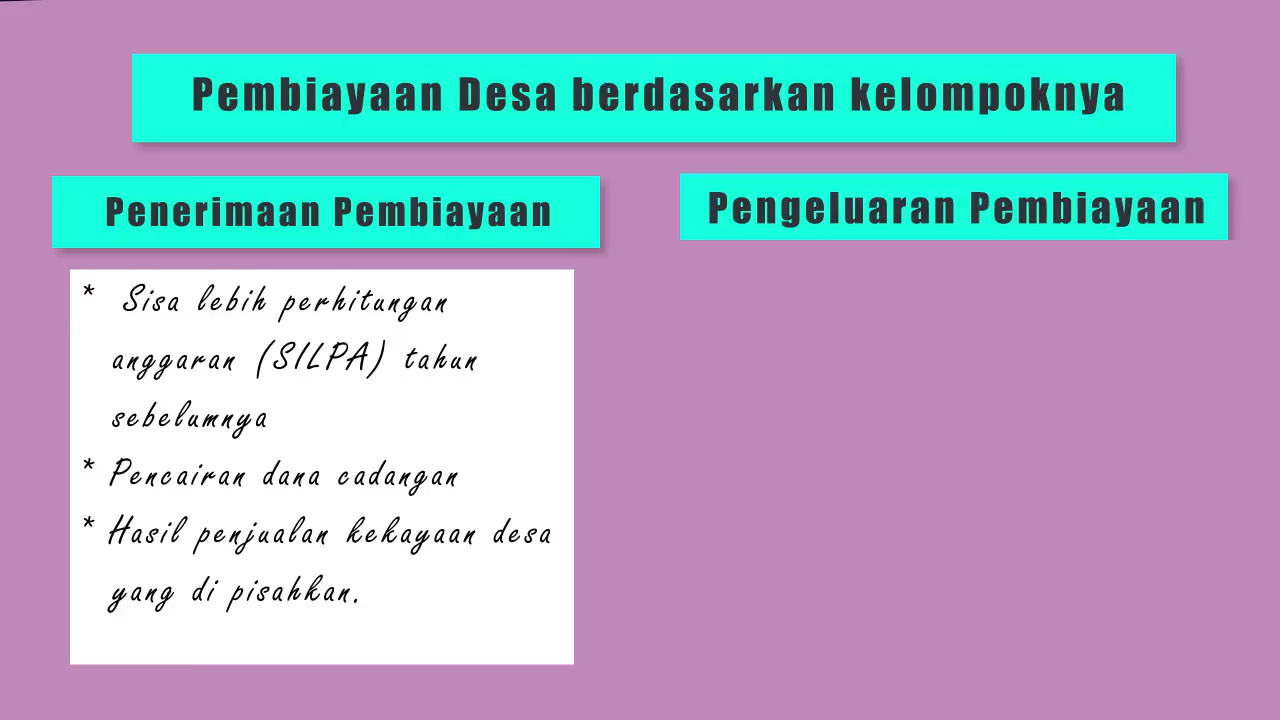 Pembiayaan Desa berdasarkan kelompoknya
Penerimaan Pembiayaan
* Sisa lebih perhitungan
anggaran (SILPA) tahun
sebelumnya
* Pencairan dana cadangan
* Hasil penjualan kekayaan desa
yang di pisahkan.
Pengeluaran Pembiayaan